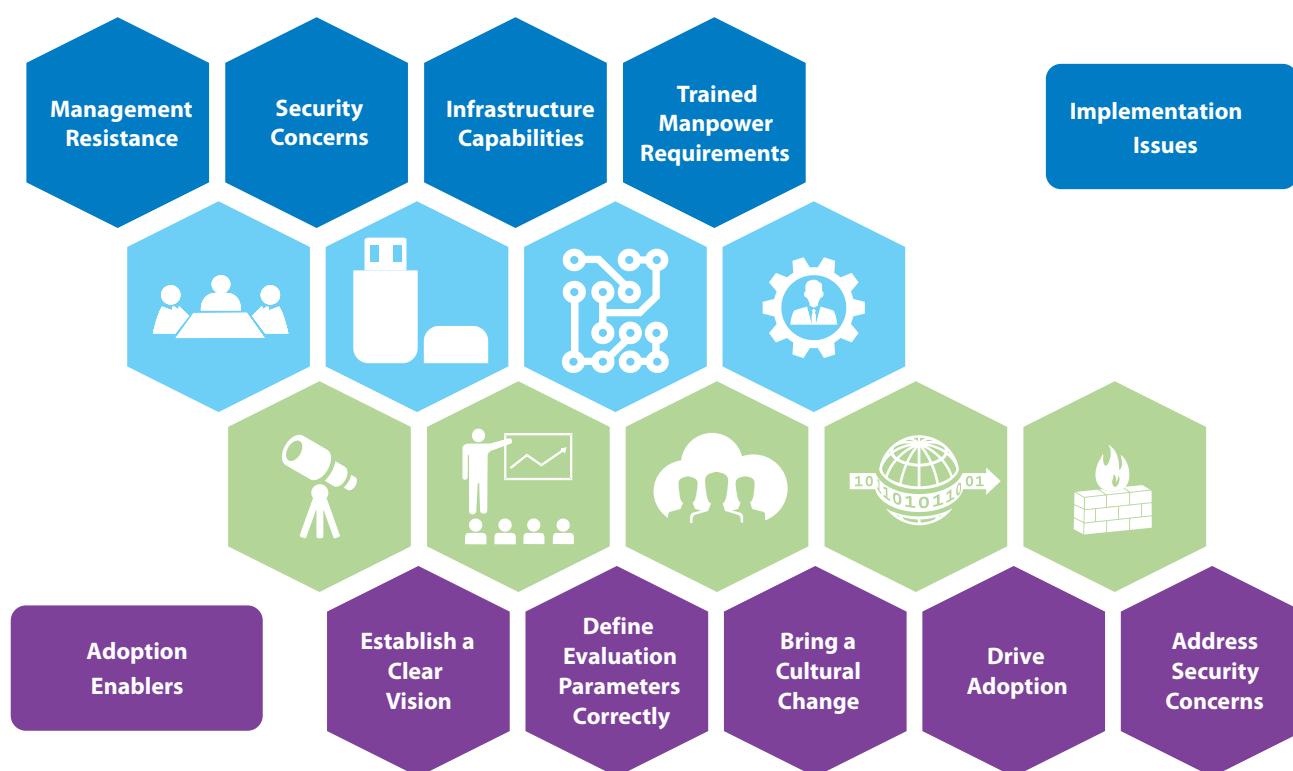 Management
Resistance
Security
Concerns
Infrastructure
Capabilities
Trained
Manpower
Requirements
Implementation
Issues
10
1010110
01
Adoption
Enablers
Establish a
Clear
Vision
Define
Evaluation
Parameters
Correctly
Bring a
Cultural
Change
Drive
Adoption
Address
Security
Concerns